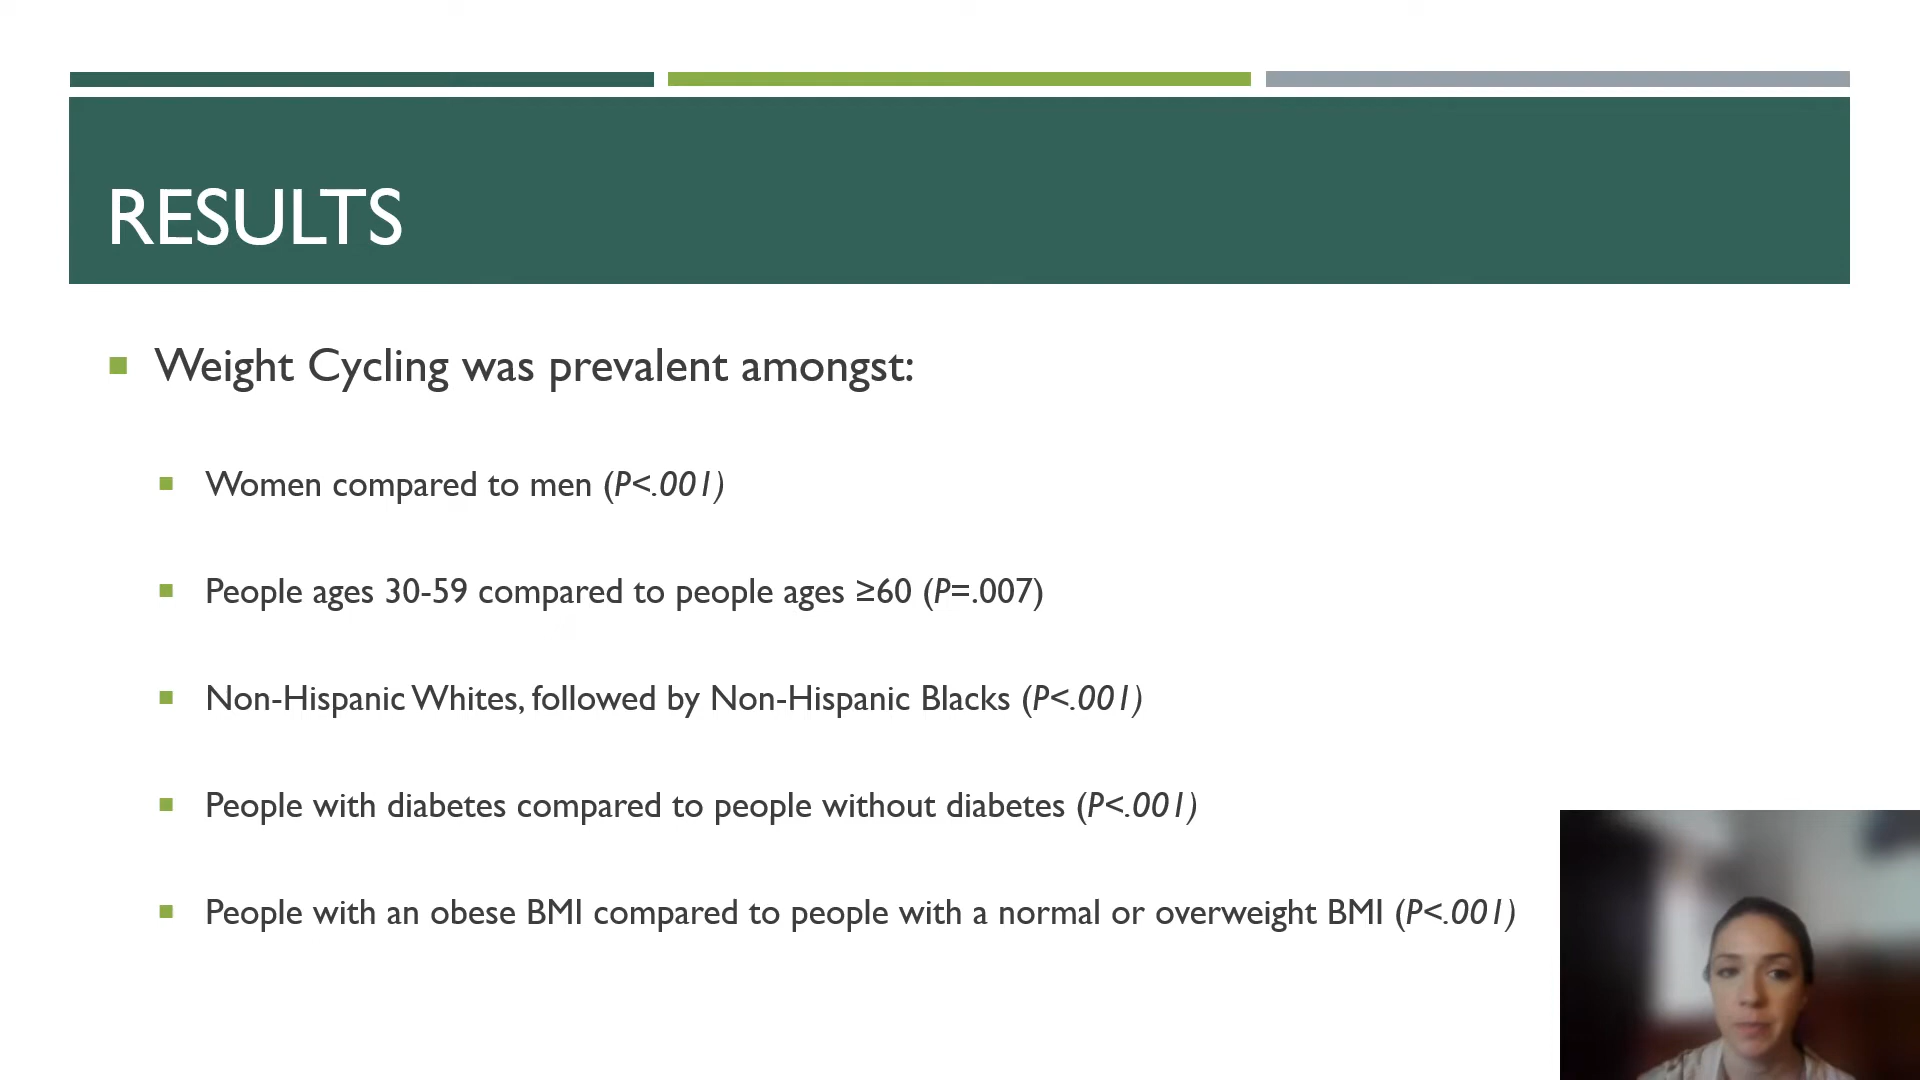 RESULTS
Weight Cycling was prevalent amongst:
Women compared to men (P<.001)
People ages 30-59 compared to people ages ≥60 (P=.007)
Non-Hispanic Whites, followed by Non-Hispanic Blacks (P<.001)
People with diabetes compared to people without diabetes (P<.001)
People with an obese BMI compared to people with a normal or overweight BMI (P<.001)